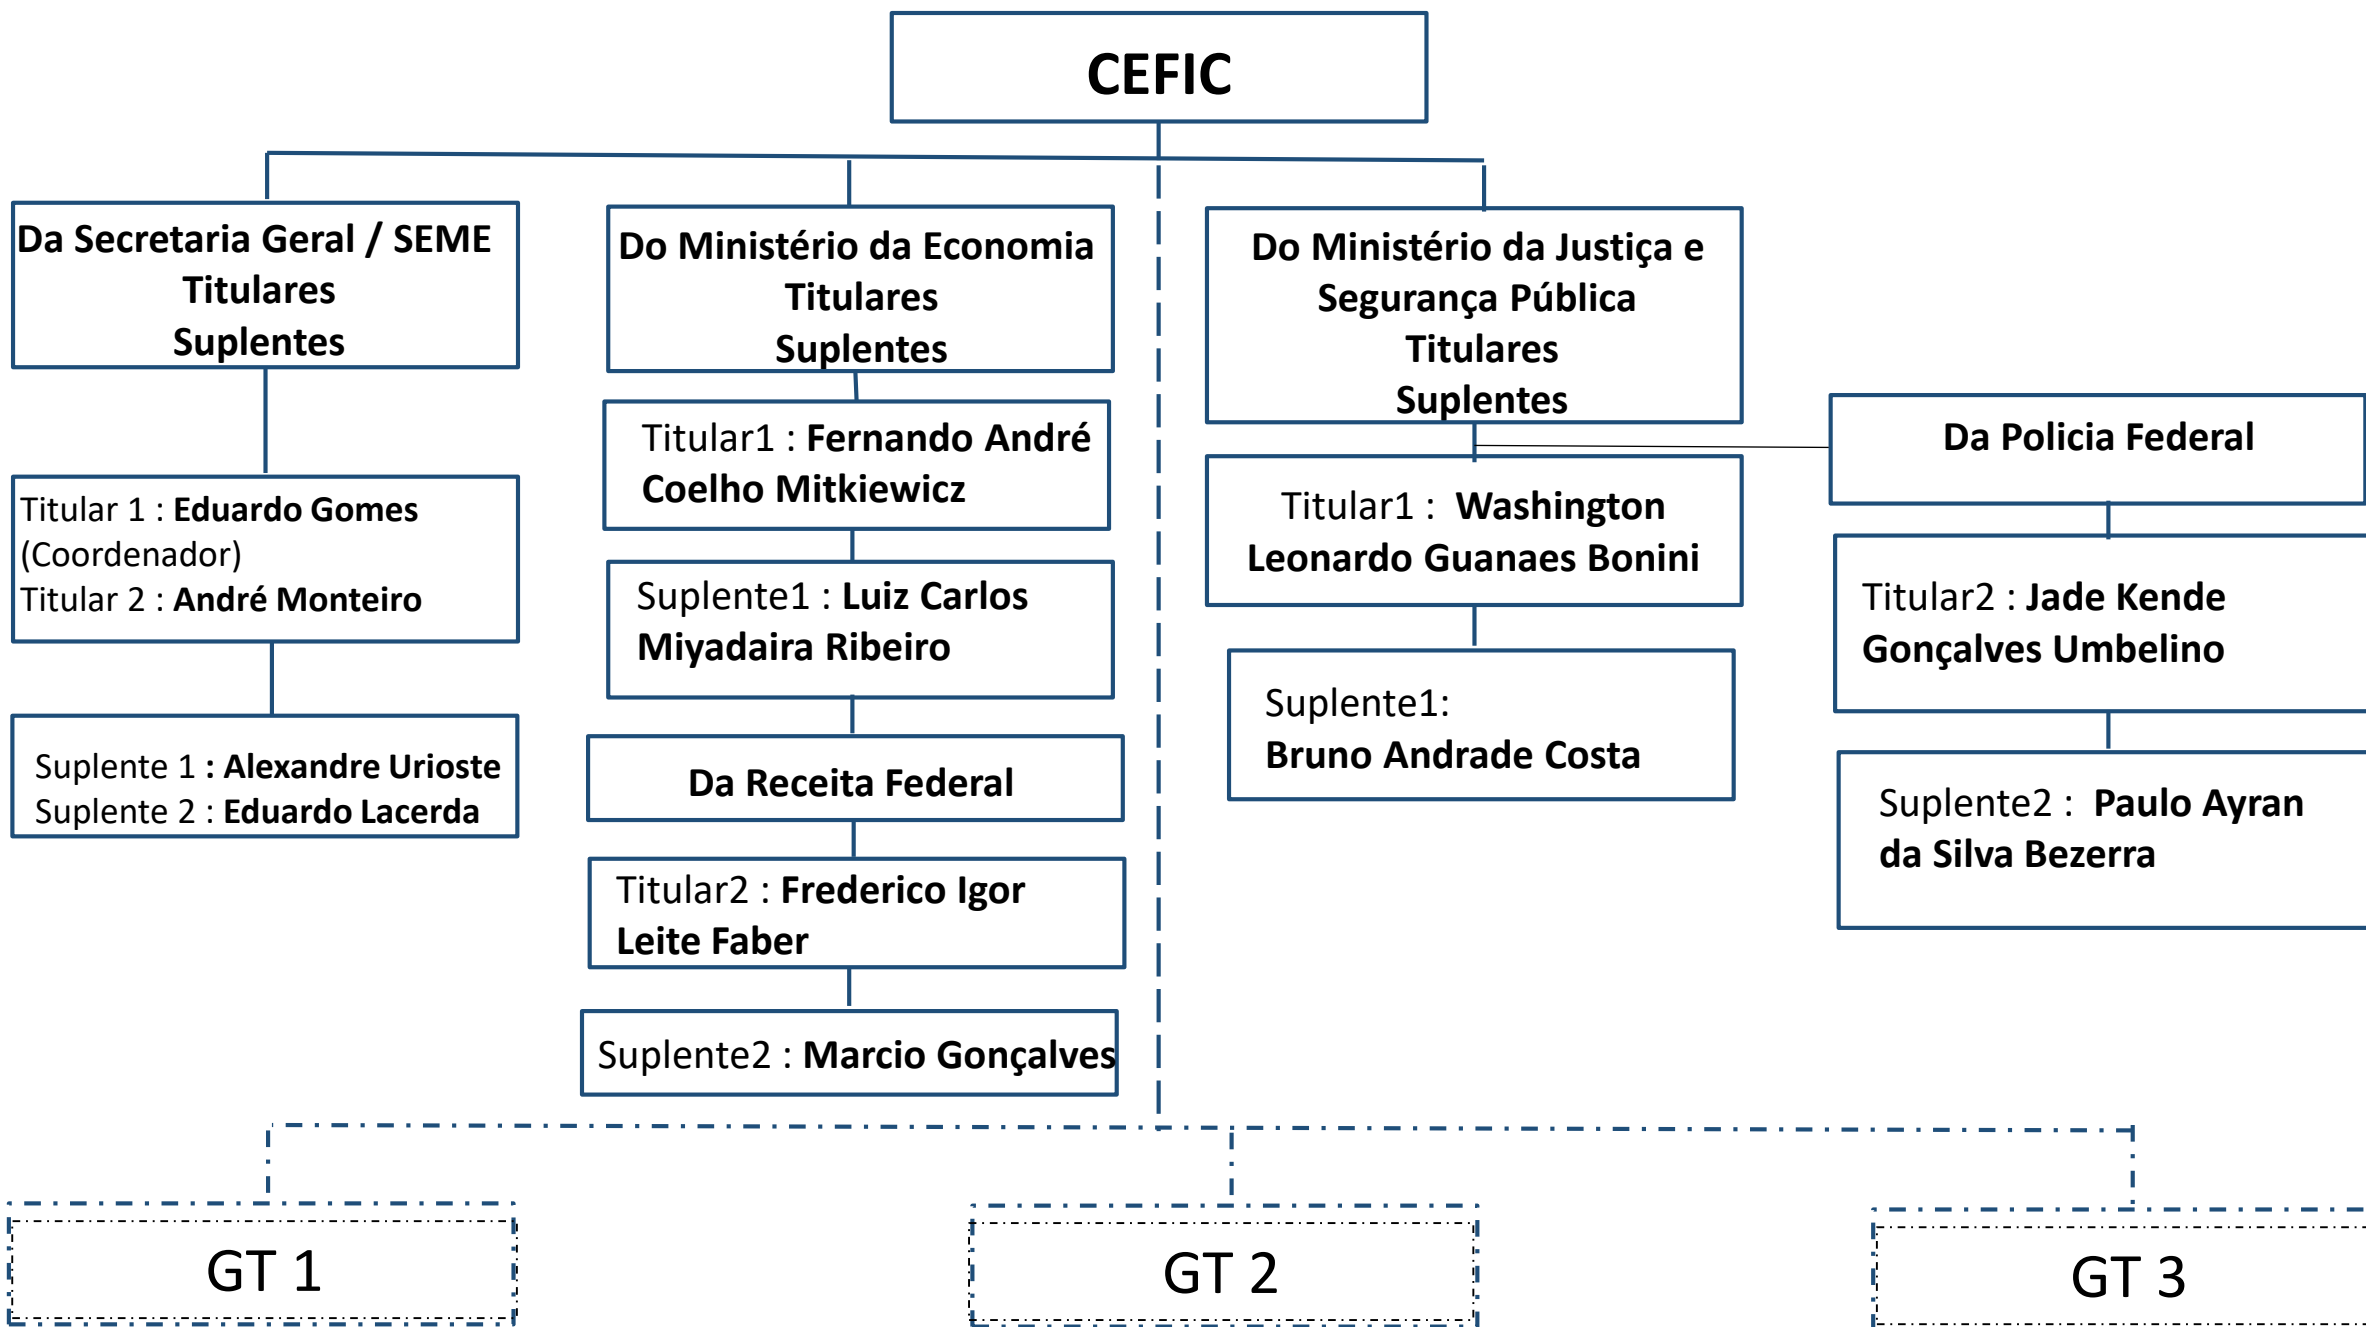 CEFIC
Da Secretaria Geral / SEME
Titulares
Suplentes
Titular 1 : Eduardo Gomes
(Coordenador)
Titular 2 : André Monteiro
Suplente 1 : Alexandre Urioste
Suplente 2 : Eduardo Lacerda
Do Ministério da Economia
Titulares
Suplentes
Titular1 : Fernando André
Coelho Mitkiewicz
Suplente1 : Luiz Carlos
Miyadaira Ribeiro
Da Receita Federal
Titular2 : Frederico Igor
Leite Faber
Suplente2 : Marcio Gonçalves
Do Ministério da Justiça e
Segurança Pública
Titulares
Suplentes
Titular1 : Washington
Leonardo Guanaes Bonini
Suplente1:
Bruno Andrade Costa
Da Policia Federal
Titular2 : Jade Kende
Gonçalves Umbelino
Suplente2 : Paulo Ayran
da Silva Bezerra
GT 1
GT 2
GT 3